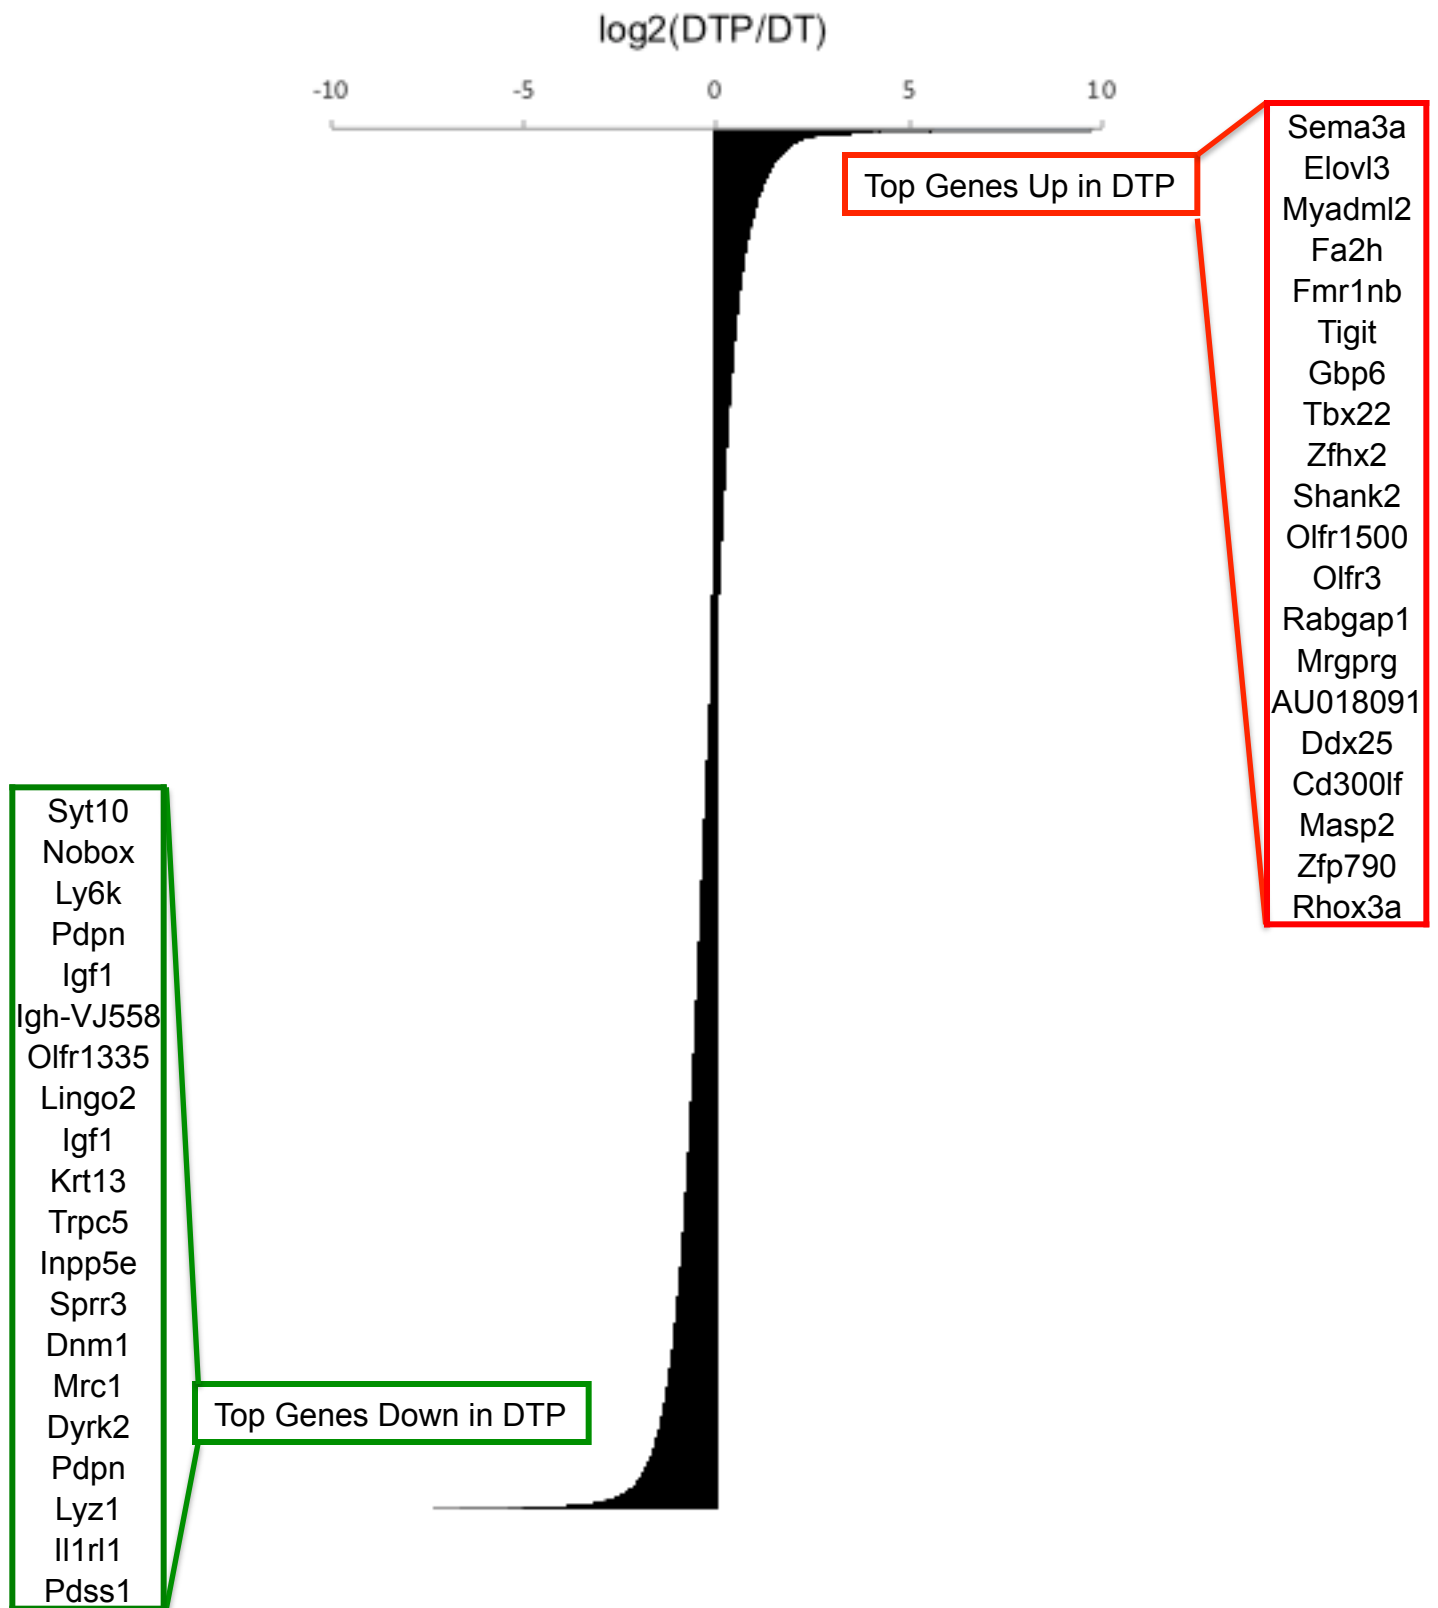 log2(DTP/DT)
-10 -5 0 5 10
Top Genes Up in DTP
Sema3a
Elovl3
Myadml2
Fa2h
Fmr1nb
Tigit
Gbp6
Tbx22
Zfhx2
Shank2
Olfr1500
Olfr3
Rabgap1
Mrgprg
AU018091
Ddx25
Cd300lf
Masp2
Zfp790
Rhox3a
Syt10
Nobox
Ly6k
Pdpn
Igf1
Igh-VJ558
Olfr1335
Lingo2
Igf1
Krt13
Trpc5
Inpp5e
Sprr3
Dnm1
Mrc1
Dyrk2
Pdpn
Lyz1
Il1rl1
Pdss1
Top Genes Down in DTP